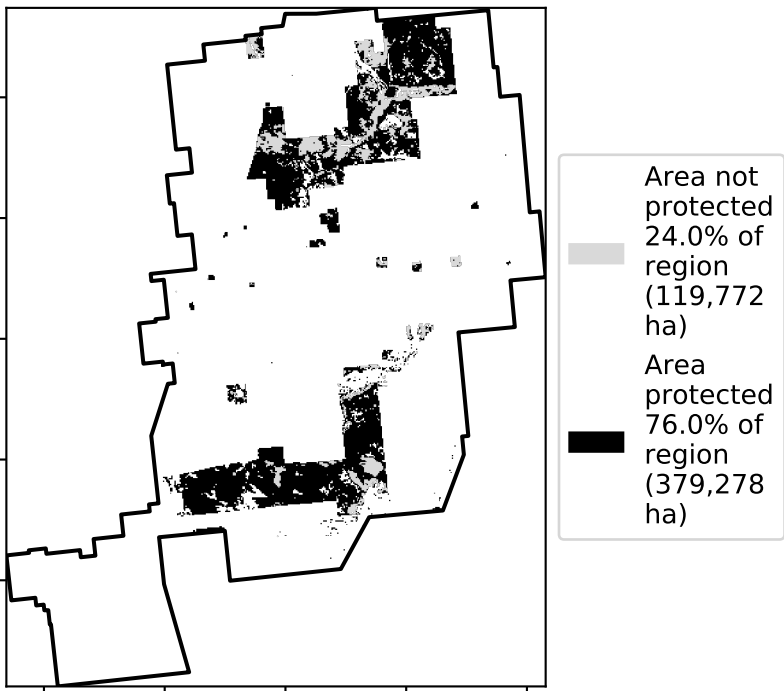 Area not
protected
24.0% of
region
(119,772
ha)
Area
protected
76.0% of
region
(379,278
ha)